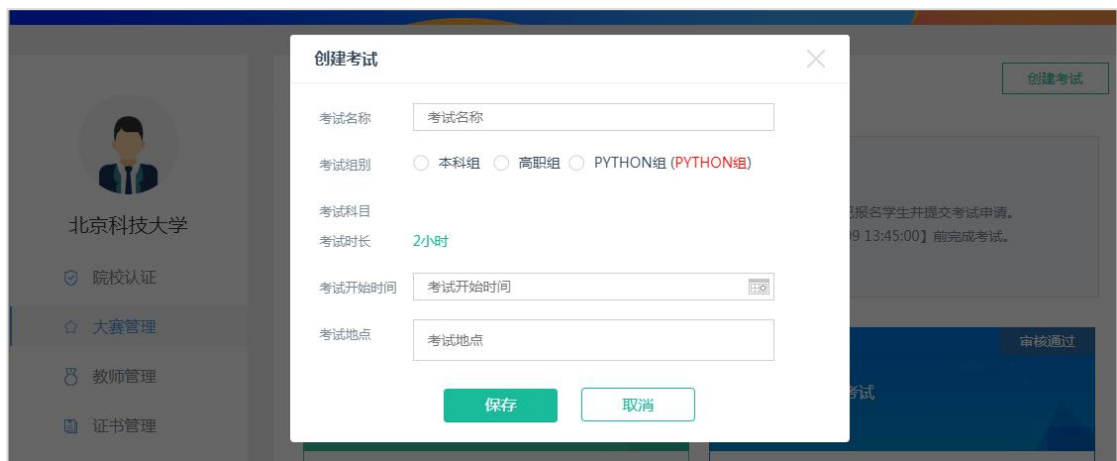 创建考试
创建考试
考试名称 考试名称
考试组别 本科组 高职组 PYTHON组 (PYTHON组)
北京科技大学
考试科目
报名学生并提交考试申请。
考试时长 2小时
09 13:45:00】前完成考试。
院校认证
考试开始时间 考试开始时间
大赛管理
考试地点 考试地点
审核通过
教师管理
考试
保存 取消
证书管理